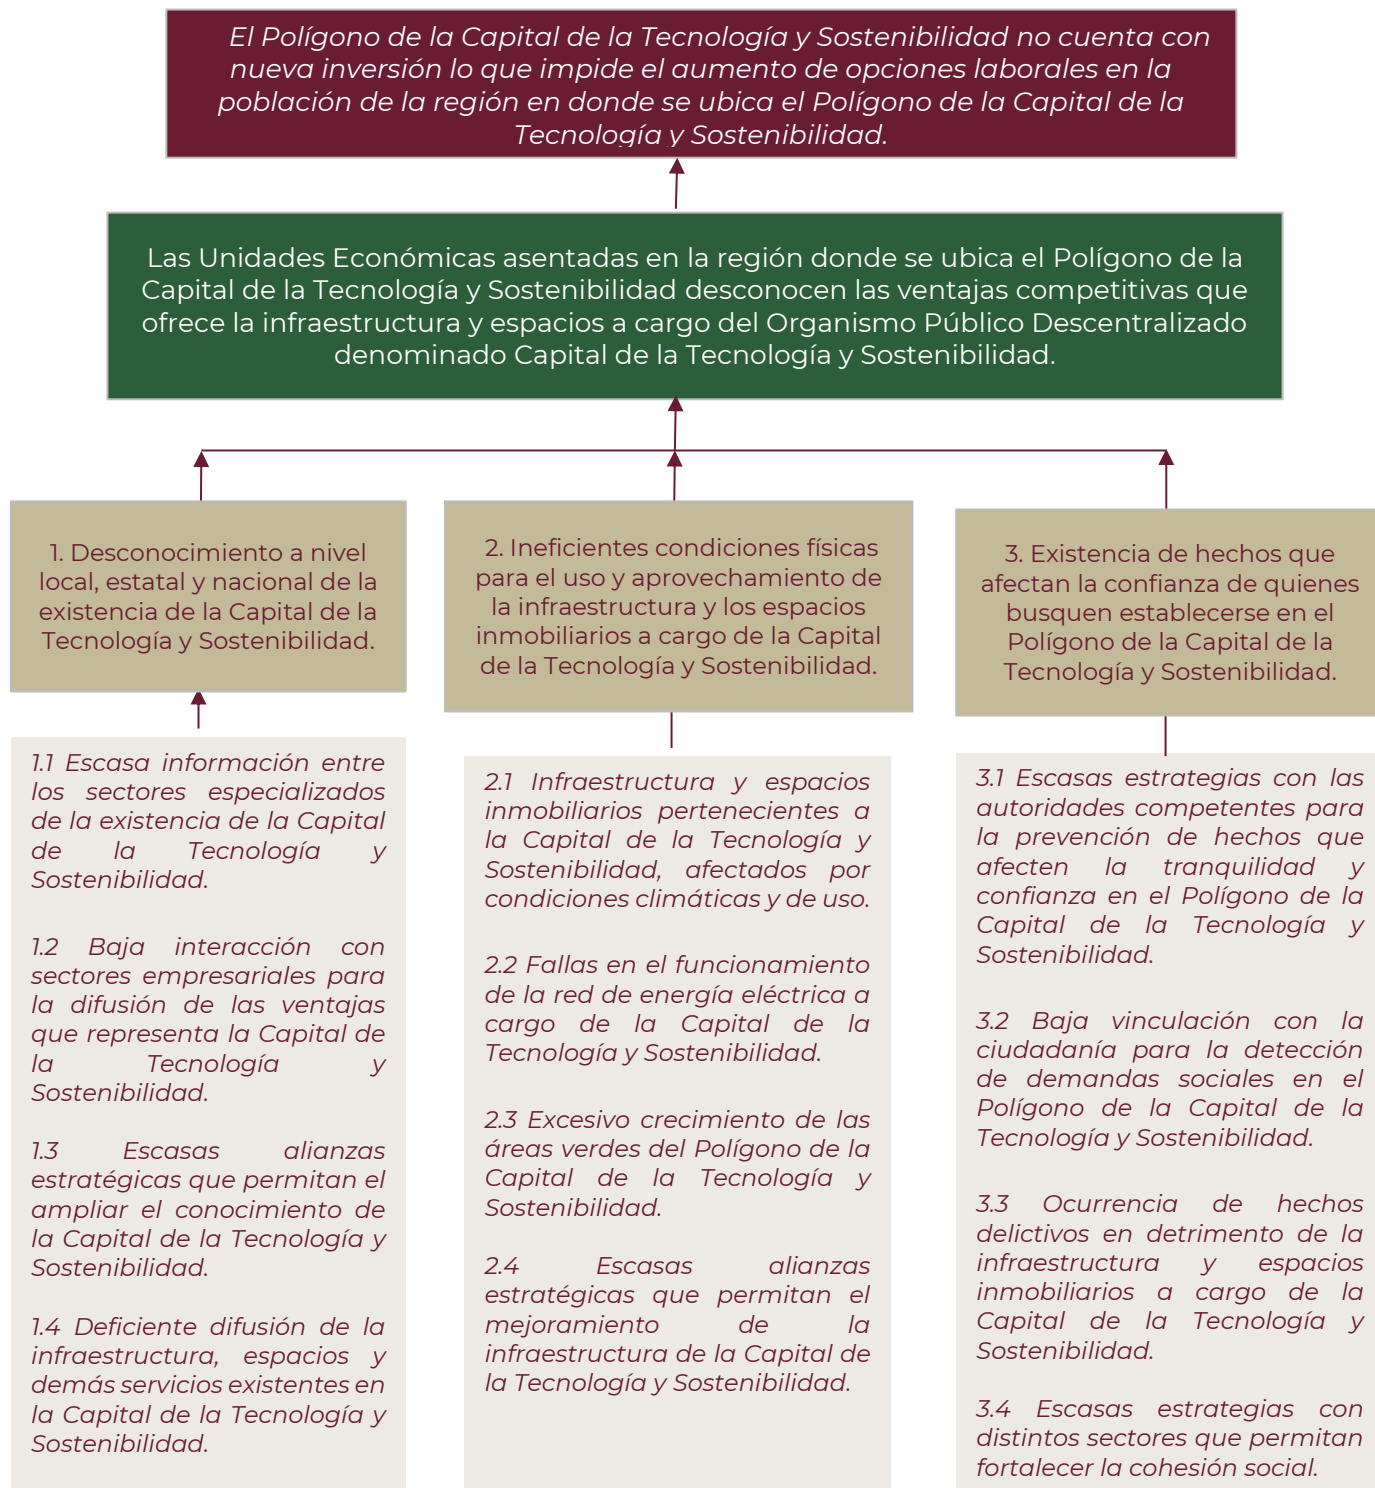 El Polígono de la Capital de la Tecnología y Sostenibilidad no cuenta con
nueva inversión lo que impide el aumento de opciones laborales en la
población de la región en donde se ubica el Polígono de la Capital de la
Tecnología y Sostenibilidad.
Las Unidades Económicas asentadas en la región donde se ubica el Polígono de la
Capital de la Tecnología y Sostenibilidad desconocen las ventajas competitivas que
ofrece la infraestructura y espacios a cargo del Organismo Público Descentralizado
denominado Capital de la Tecnología y Sostenibilidad.
1. Desconocimiento a nivel
local, estatal y nacional de la
existencia de la Capital de la
Tecnología y Sostenibilidad.
1.1 Escasa información entre
los sectores especializados
de la existencia de la Capital
de la Tecnología y
Sostenibilidad.
1.2 Baja interacción con
sectores empresariales para
la difusión de las ventajas
que representa la Capital de
la Tecnología y
Sostenibilidad.
1.3 Escasas alianzas
estratégicas que permitan el
ampliar el conocimiento de
la Capital de la Tecnología y
Sostenibilidad.
1.4 Deficiente difusión de la
infraestructura, espacios y
demás servicios existentes en
la Capital de la Tecnología y
Sostenibilidad.
2. Ineficientes condiciones físicas
para el uso y aprovechamiento de
la infraestructura y los espacios
inmobiliarios a cargo de la Capital
de la Tecnología y Sostenibilidad.
2.1 Infraestructura y espacios
inmobiliarios pertenecientes a
la Capital de la Tecnología y
Sostenibilidad, afectados por
condiciones climáticas y de uso.
2.2 Fallas en el funcionamiento
de la red de energía eléctrica a
cargo de la Capital de la
Tecnología y Sostenibilidad.
2.3 Excesivo crecimiento de las
áreas verdes del Polígono de la
Capital de la Tecnología y
Sostenibilidad.
2.4 Escasas alianzas
estratégicas que permitan el
mejoramiento de la
infraestructura de la Capital de
la Tecnología y Sostenibilidad.
3. Existencia de hechos que
afectan la confianza de quienes
busquen establecerse en el
Polígono de la Capital de la
Tecnología y Sostenibilidad.
3.1 Escasas estrategias con las
autoridades competentes para
la prevención de hechos que
afecten la tranquilidad y
confianza en el Polígono de la
Capital de la Tecnología y
Sostenibilidad.
3.2 Baja vinculación con la
ciudadanía para la detección
de demandas sociales en el
Polígono de la Capital de la
Tecnología y Sostenibilidad.
3.3 Ocurrencia de hechos
delictivos en detrimento de la
infraestructura y espacios
inmobiliarios a cargo de la
Capital de la Tecnología y
Sostenibilidad.
3.4 Escasas estrategias con
distintos sectores que permitan
fortalecer la cohesión social.